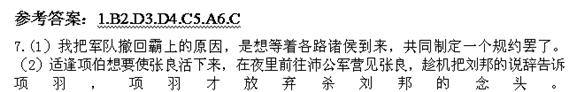 参考答案：1.B2.D3.D4.C5.A6.C
7.(1) 我把军队撤回霸上的原因，是想等着各路诸侯到来，共同制定一个规约罢了。
（2) 适逢项伯想要使张良活下来，在夜里前往沛公军营见张良，趁机把刘邦的说辞告诉
项羽，项羽才放弃杀刘邦的念头。